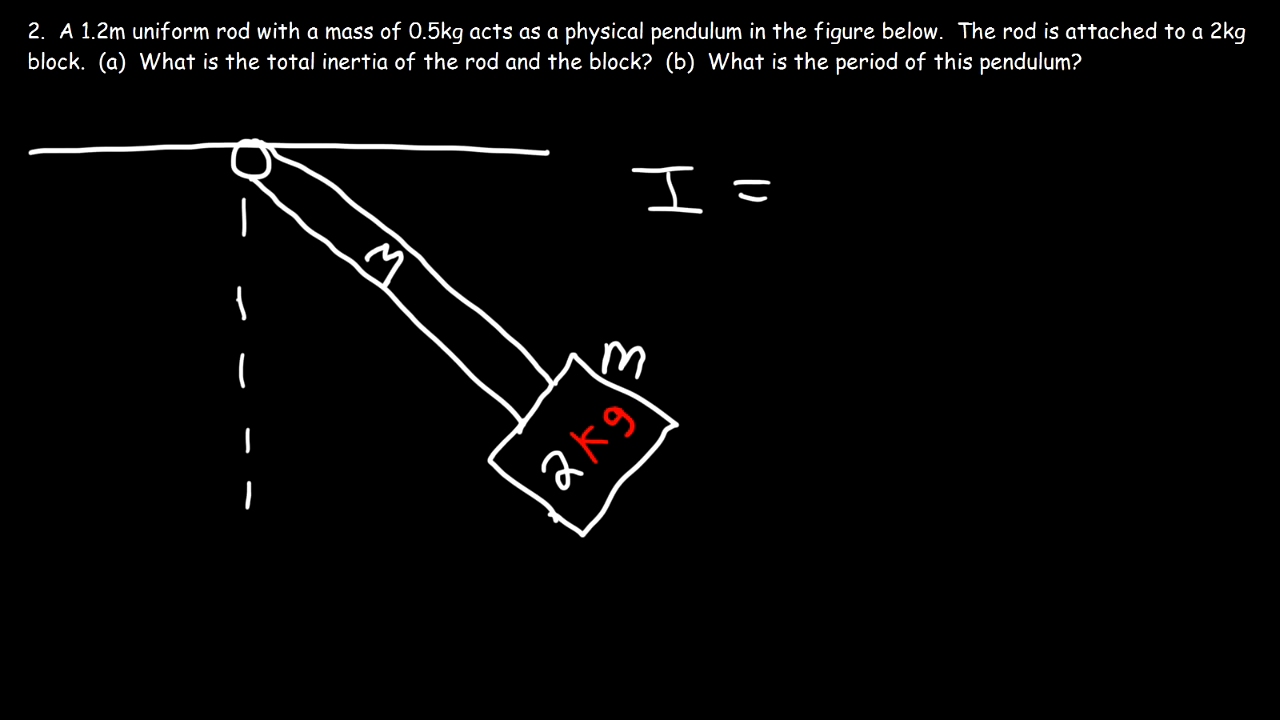 2. A 1.2m uniform rod with a mass of 0.5kg acts as a physical pendulum in the figure below. The rod is attached to a 2kg
block. (a) What is the total inertia of the rod and the block? (b) What is the period of this pendulum?
I =
M
m
2 kg